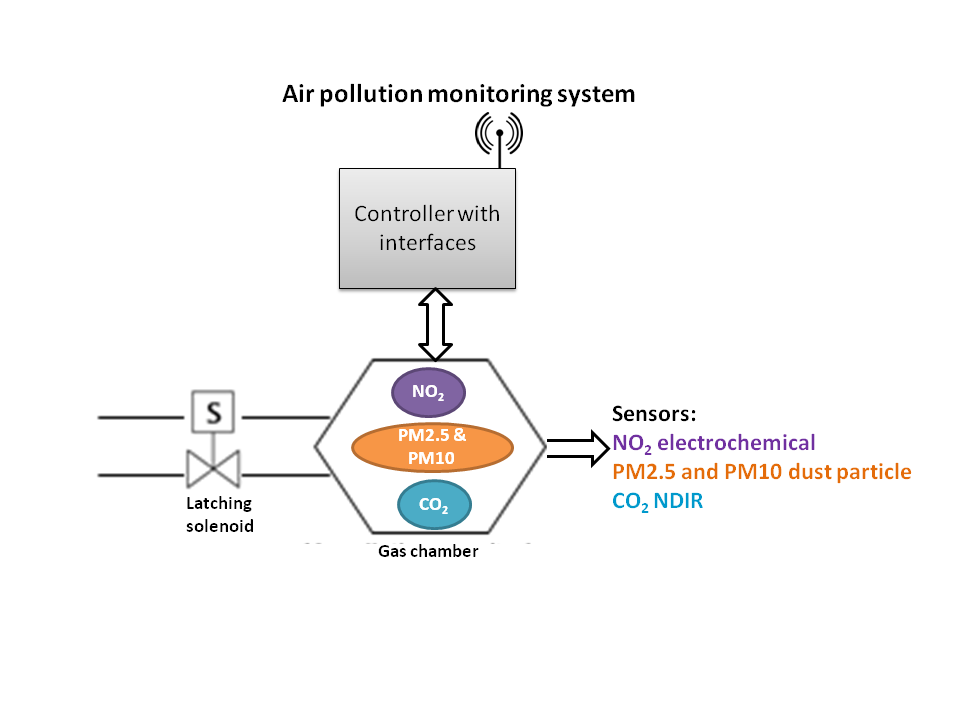 Air pollution monitoring system
Controller with
interfaces
NO₂
PM2.5 &
PM10
CO₂
S
Latching
solenoid
Gas chamber
Sensors:
NO₂ electrochemical
PM2.5 and PM10 dust particle
CO₂ NDIR